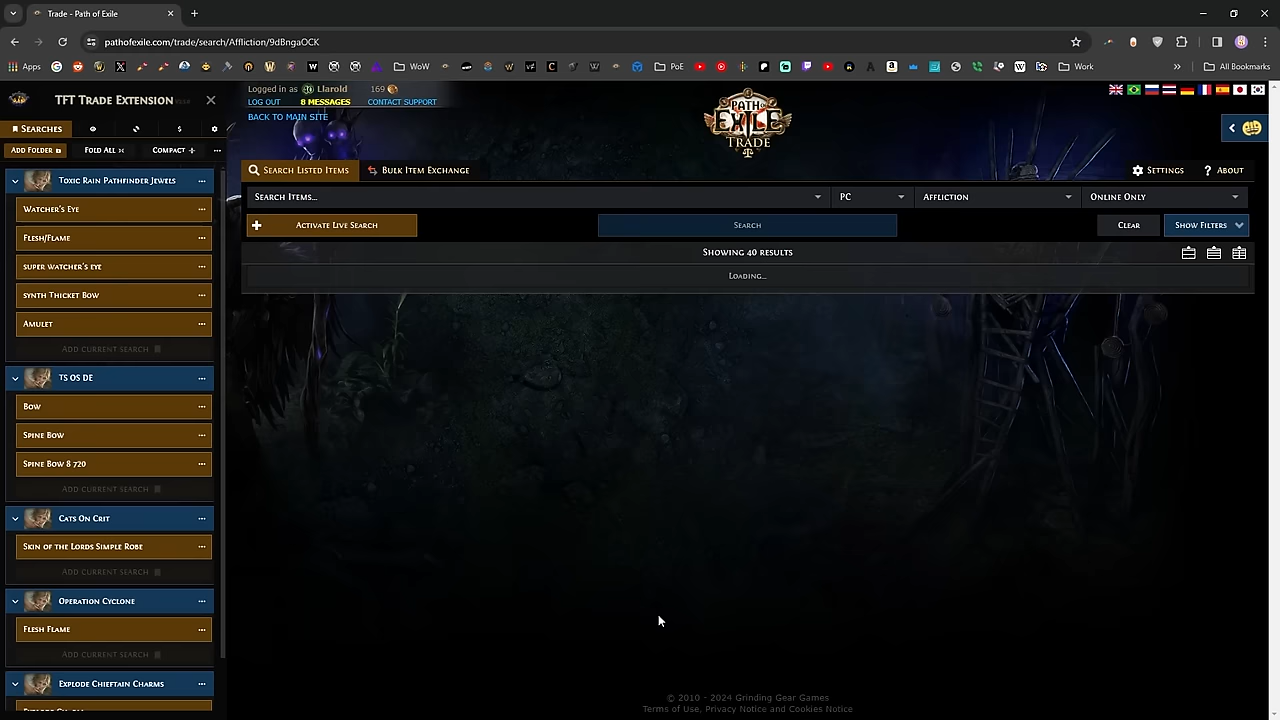 Trade - Path of Exile
pathofexile.com/trade/search/Affliction/9dBngaOCK
Apps
WoW
PoE
Work
All Bookmarks
TFT Trade Extension
Searches
Add Folder
Fold All
Compact
Toxic Rain Pathfinder Jewels
Watcher's Eye
Flesh/Flame
super watcher's eye
synth Thicket Bow
Amulet
Add current search
TS OS DE
Bow
Spine Bow
Spine Bow 8 720
Add current search
Cats On Crit
Skin of the Lords Simple Robe
Add current search
Operation Cyclone
Flesh Flame
Add current search
Explode Chieftain Charms
Logged in as Llarold 169
Log Out 8 Messages Contact Support
Back to Main Site
Path of Exile
Trade
Search Listed Items
Bulk Item Exchange
Settings
? About
Search Items...
PC
Affliction
Online Only
Activate Live Search
Search
Clear
Show Filters
Showing 40 results
Loading...
© 2010 - 2024 Grinding Gear Games
Terms of Use, Privacy Notice and Cookies Notice